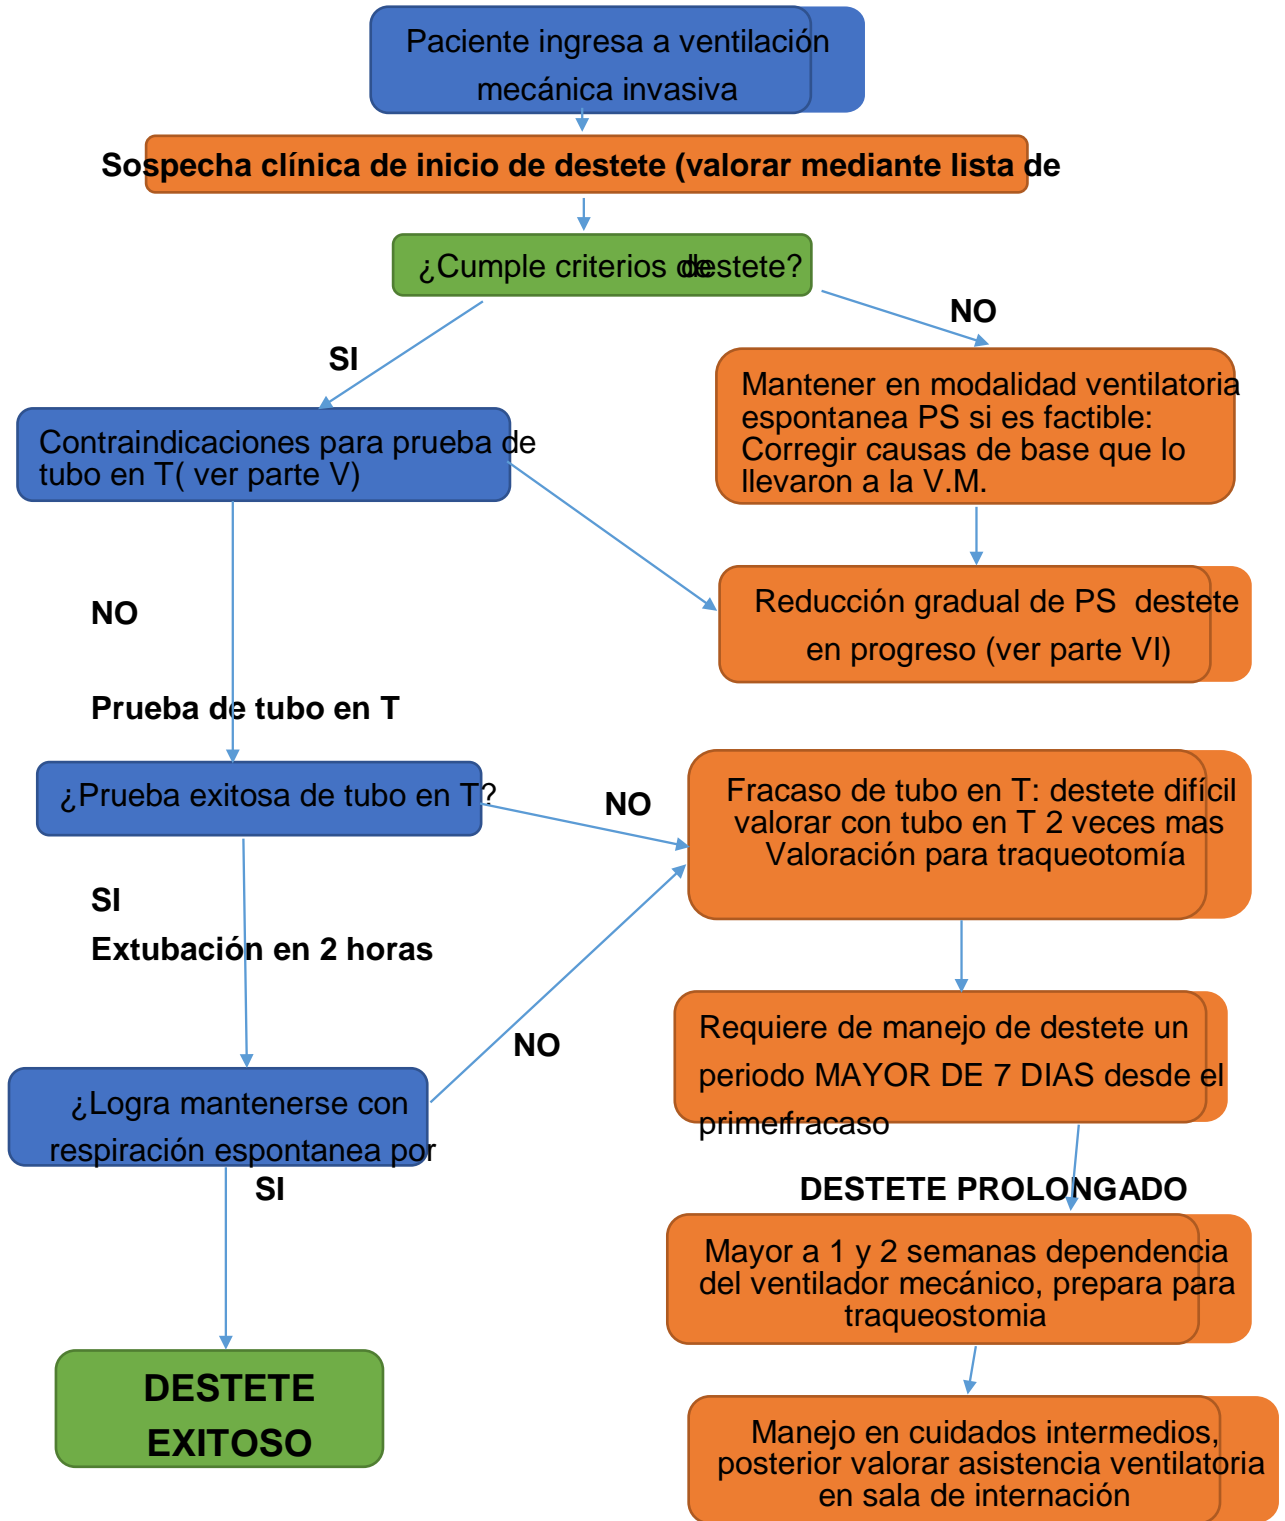 Paciente ingresa a ventilación
mecánica invasiva
Sospecha clínica de inicio de destete (valorar mediante lista de
¿Cumple criterios de destete?
NO
SI
Mantener en modalidad ventilatoria
espontanea PS si es factible:
Corregir causas de base que lo
llevaron a la V.M.
Contraindicaciones para prueba de
tubo en T( ver parte V)
Reducción gradual de PS destete
en progreso (ver parte VI)
NO
Prueba de tubo en T
¿Prueba exitosa de tubo en T?
NO
Fracaso de tubo en T: destete difícil
valorar con tubo en T 2 veces mas
Valoración para traqueotomía
SI
Extubación en 2 horas
Requiere de manejo de destete un
periodo MAYOR DE 7 DIAS desde el
primer fracaso
NO
¿Logra mantenerse con
respiración espontanea por
SI
DESTETE PROLONGADO
Mayor a 1 y 2 semanas dependencia
del ventilador mecánico, prepara para
traqueostomia
DESTETE
EXITOSO
Manejo en cuidados intermedios,
posterior valorar asistencia ventilatoria
en sala de internación